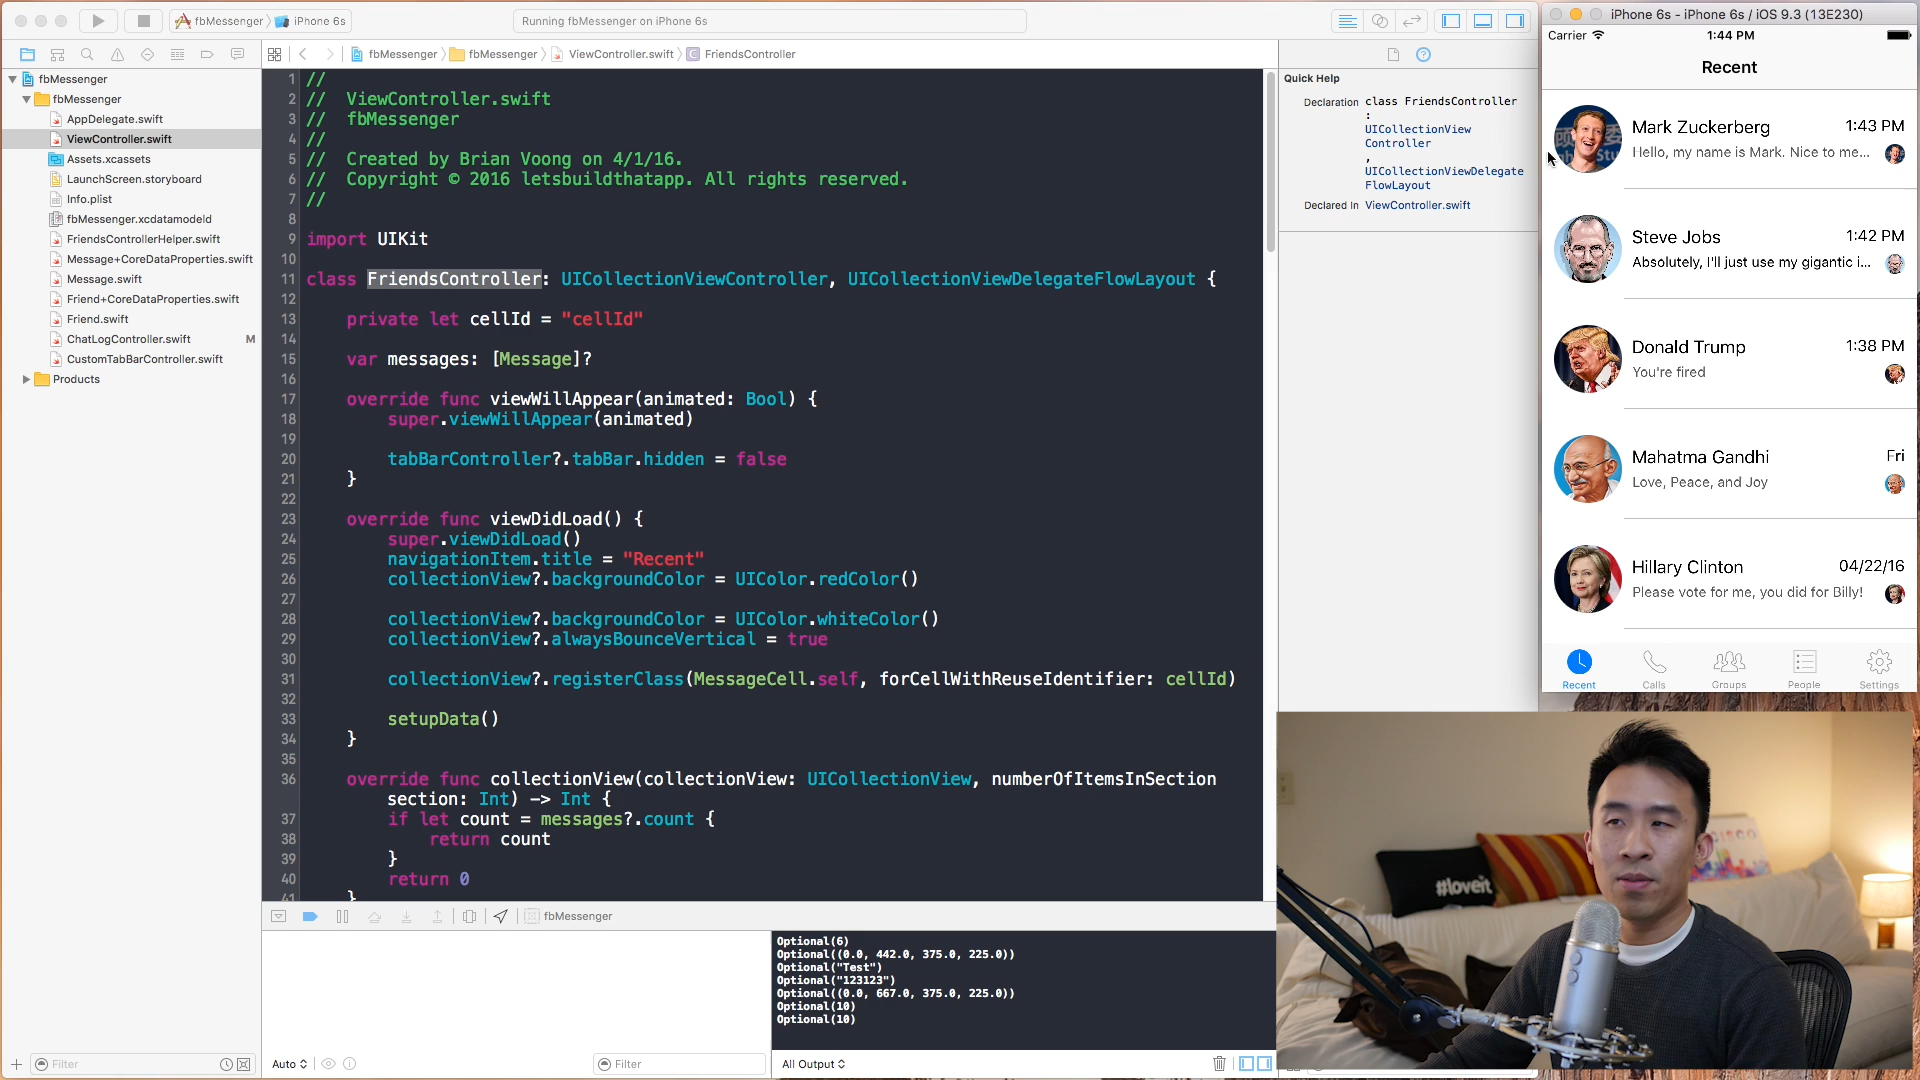 fbMessenger
iPhone 6s
Running fbMessenger on iPhone 6s
iPhone 6s - iPhone 6s / iOS 9.3 (13E230)
fbMessenger
fbMessenger
ViewController.swift
FriendsController
fbMessenger
fbMessenger
AppDelegate.swift
ViewController.swift
Assets.xcassets
LaunchScreen.storyboard
Info.plist
fbMessenger.xcdatamodeld
FriendsControllerHelper.swift
Message+CoreDataProperties.swift
Message.swift
Friend+CoreDataProperties.swift
Friend.swift
ChatLogController.swift M
CustomTabBarController.swift
Products
Filter
1 //
2 // ViewController.swift
3 // fbMessenger
4 //
5 // Created by Brian Voong on 4/1/16.
6 // Copyright © 2016 letsbuildthatapp. All rights reserved.
7 //
8
9 import UIKit
10
11 class FriendsController: UICollectionViewController, UICollectionViewDelegateFlowLayout {
12
13 private let cellId = "cellId"
14
15 var messages: [Message]?
16
17 override func viewWillAppear(animated: Bool) {
18 super.viewWillAppear(animated)
19
20 tabBarController?.tabBar.hidden = false
21 }
22
23 override func viewDidLoad() {
24 super.viewDidLoad()
25 navigationItem.title = "Recent"
26 collectionView?.backgroundColor = UIColor.redColor()
27
28 collectionView?.backgroundColor = UIColor.whiteColor()
29 collectionView?.alwaysBounceVertical = true
30
31 collectionView?.registerClass(MessageCell.self, forCellWithReuseIdentifier: cellId)
32
33 setupData()
34 }
35
36 override func collectionView(collectionView: UICollectionView, numberOfItemsInSection
section: Int) -> Int {
37 if let count = messages?.count {
38 return count
39 }
40 return 0
41 }
fbMessenger
Auto
Filter
Optional(6)
Optional((0.0, 442.0, 375.0, 225.0))
Optional("Test")
Optional("123123")
Optional((0.0, 667.0, 375.0, 225.0))
Optional(10)
Optional(10)
All Output
Quick Help
Declaration class FriendsController
:
UICollectionView
Controller
,
UICollectionViewDelegate
FlowLayout
Declared In ViewController.swift
Carrier 1:44 PM
Recent
Mark Zuckerberg 1:43 PM
Hello, my name is Mark. Nice to me...
Steve Jobs 1:42 PM
Absolutely, I'll just use my gigantic i...
Donald Trump 1:38 PM
You're fired
Mahatma Gandhi Fri
Love, Peace, and Joy
Hillary Clinton 04/22/16
Please vote for me, you did for Billy!
Recent
Calls
Groups
People
Settings
#loveit